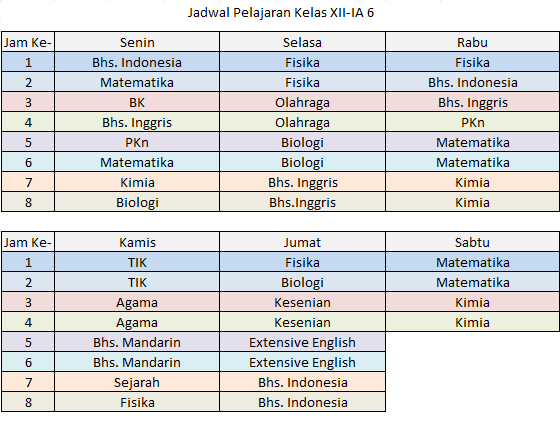 Jadwal Pelajaran Kelas XII-IA 6
Jam Ke- Senin Selasa Rabu
1 Bhs. Indonesia Fisika Fisika
2 Matematika Fisika Bhs. Indonesia
3 BK Olahraga Bhs. Inggris
4 Bhs. Inggris Olahraga PKn
5 PKn Biologi Matematika
6 Matematika Biologi Matematika
7 Kimia Bhs. Inggris Kimia
8 Biologi Bhs.Inggris Kimia
Jam Ke- Kamis Jumat Sabtu
1 TIK Fisika Matematika
2 TIK Biologi Matematika
3 Agama Kesenian Kimia
4 Agama Kesenian Kimia
5 Bhs. Mandarin Extensive English
6 Bhs. Mandarin Extensive English
7 Sejarah Bhs. Indonesia
8 Fisika Bhs. Indonesia